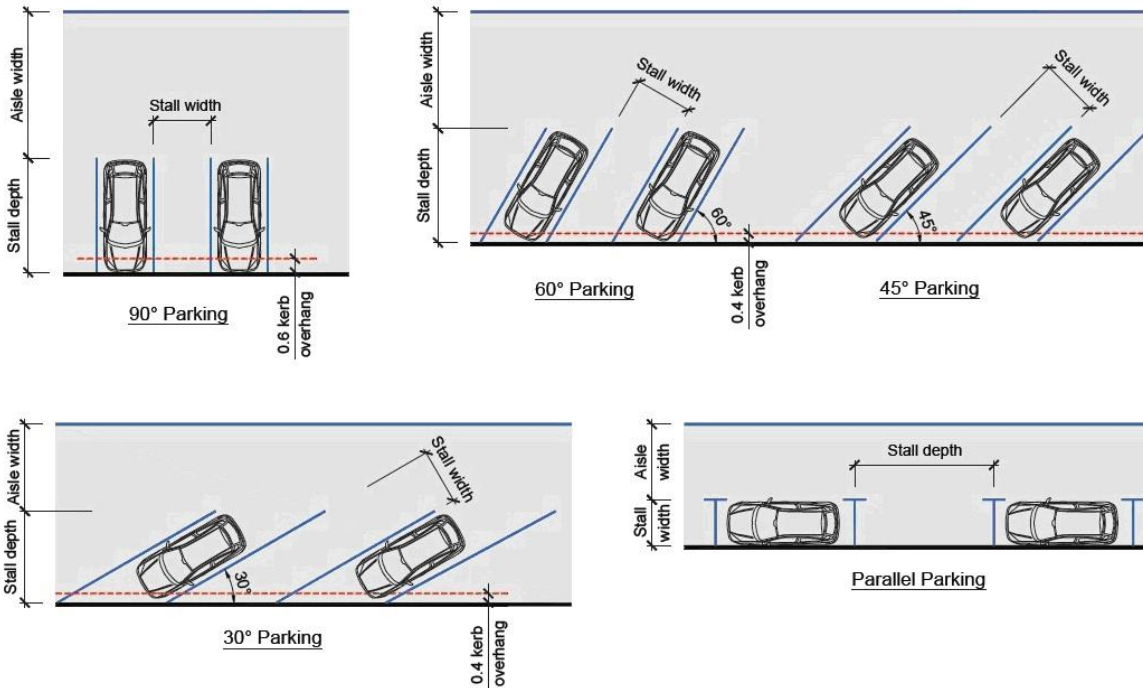 Aisle width
Stall depth
Stall width
0.6 kerb
overhang
90° Parking
Aisle width
Stall depth
Stall width
60°
0.4 kerb
overhang
60° Parking
Stall width
45°
45° Parking
Aisle width
Stall depth
Stall width
30°
0.4 kerb
overhang
30° Parking
Aisle
width
Stall
width
Stall depth
Parallel Parking